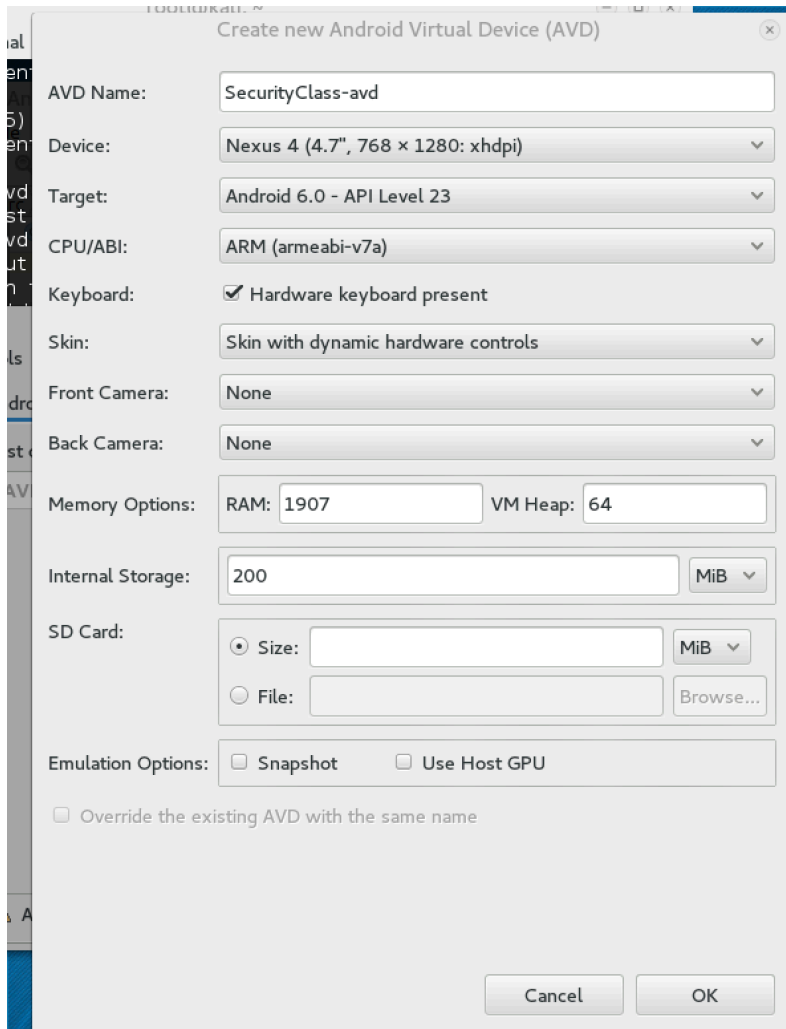 Create new Android Virtual Device (AVD)
AVD Name: SecurityClass-avd
Device: Nexus 4 (4.7", 768 × 1280: xhdpi)
Target: Android 6.0 - API Level 23
CPU/ABI: ARM (armeabi-v7a)
Keyboard: Hardware keyboard present
Skin: Skin with dynamic hardware controls
Front Camera: None
Back Camera: None
Memory Options: RAM: 1907 VM Heap: 64
Internal Storage: 200 MiB
SD Card:
Size: MiB
File: Browse...
Emulation Options: Snapshot Use Host GPU
Override the existing AVD with the same name
Cancel OK